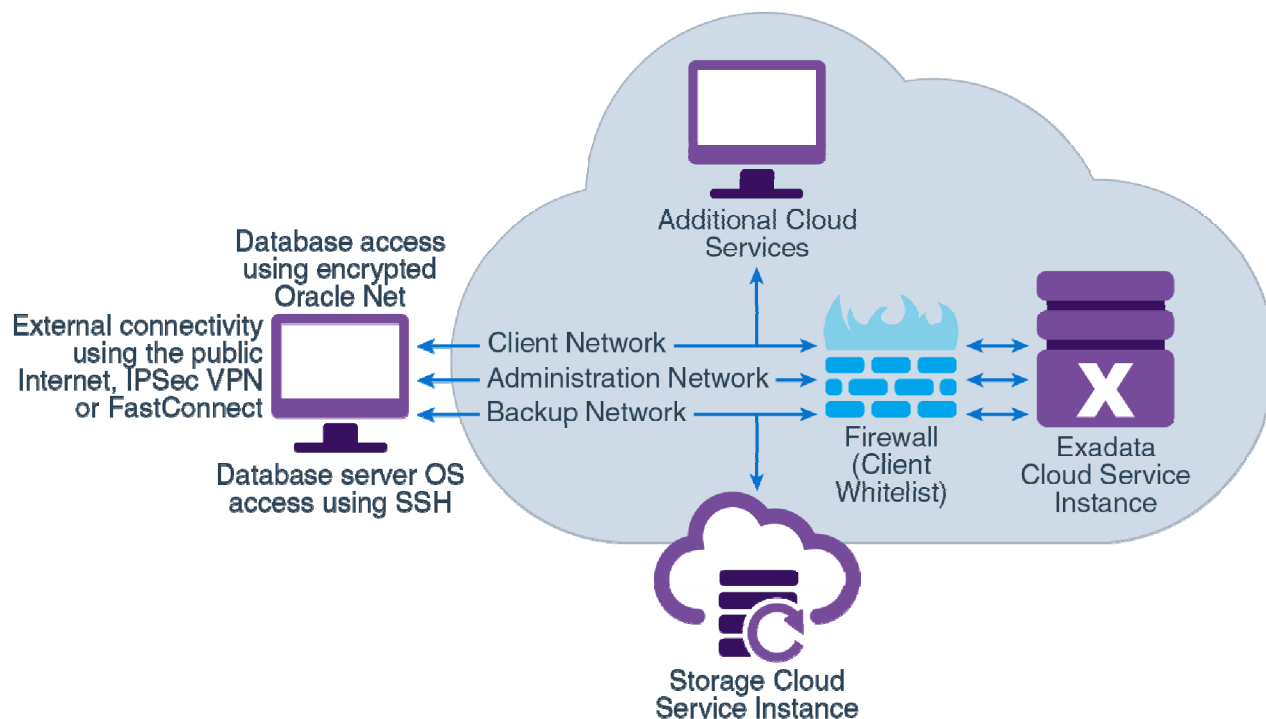 Additional Cloud
Services
Database access
using encrypted
Oracle Net
External connectivity
using the public
Internet, IPSec VPN
or FastConnect
Database server OS
access using SSH
Client Network
Administration Network
Backup Network
Firewall
(Client
Whitelist)
X
Exadata
Cloud Service
Instance
Storage Cloud
Service Instance